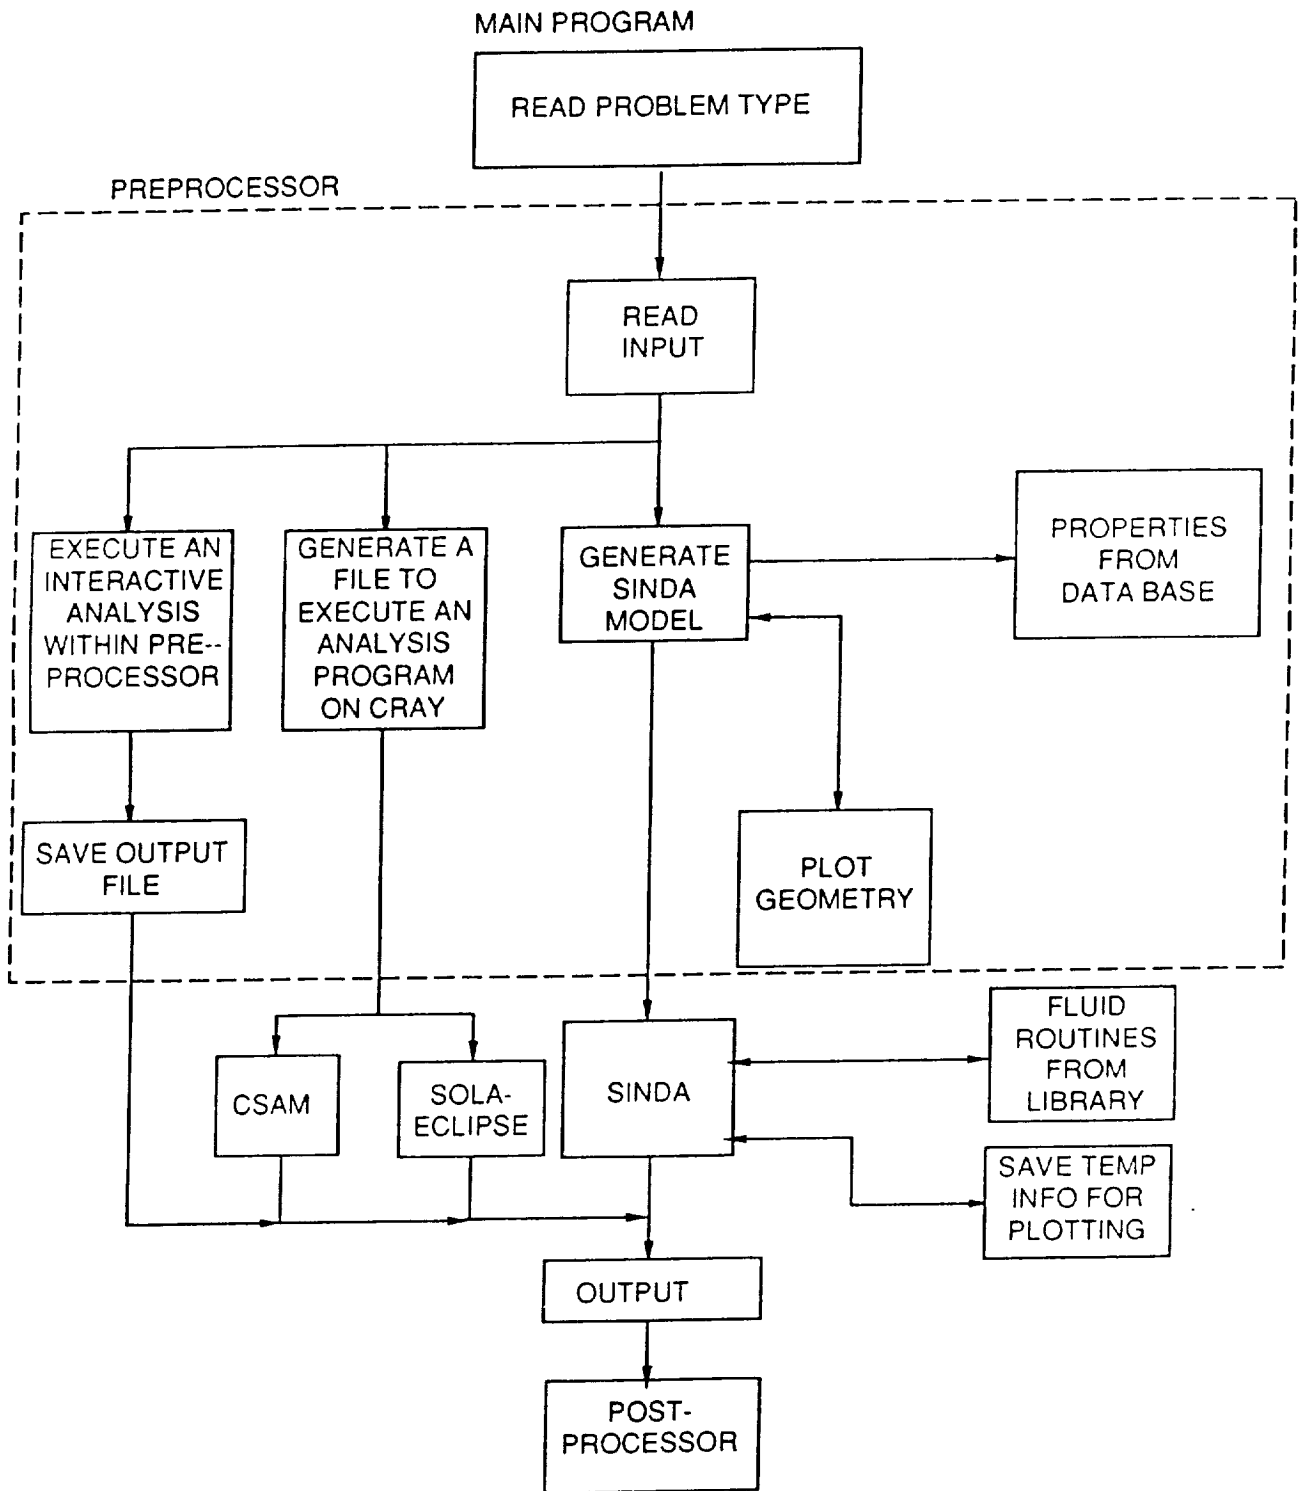 MAIN PROGRAM
READ PROBLEM TYPE
PREPROCESSOR
READ
INPUT
EXECUTE AN
INTERACTIVE
ANALYSIS
WITHIN PRE--
PROCESSOR
GENERATE A
FILE TO
EXECUTE AN
ANALYSIS
PROGRAM
ON CRAY
GENERATE
SINDA
MODEL
PROPERTIES
FROM
DATA BASE
SAVE OUTPUT
FILE
PLOT
GEOMETRY
CSAM
SOLA-
ECLIPSE
SINDA
FLUID
ROUTINES
FROM
LIBRARY
SAVE TEMP
INFO FOR
PLOTTING
OUTPUT
POST-
PROCESSOR